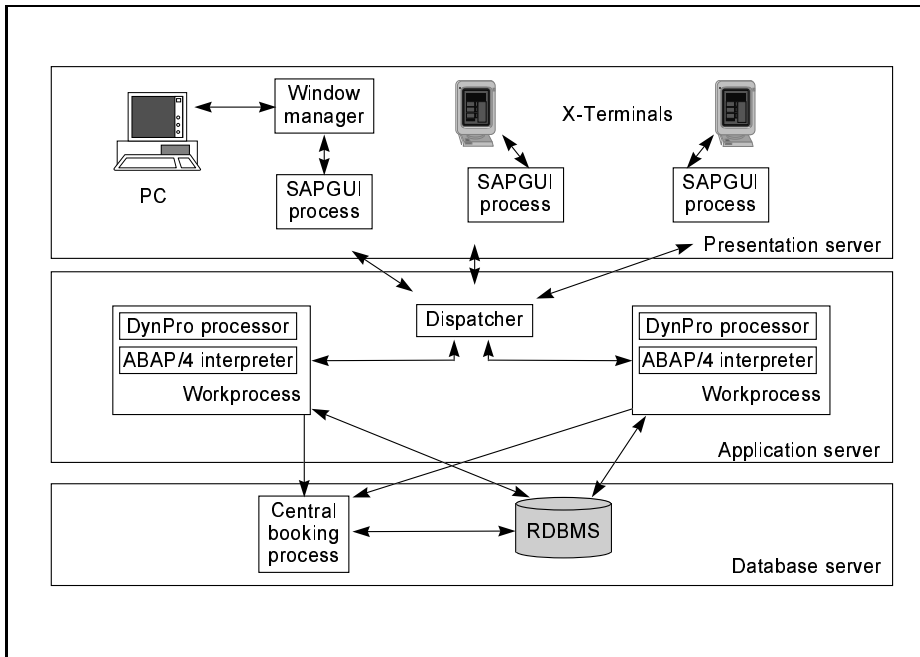 Window
manager
X-Terminals
PC
SAPGUI
process
SAPGUI
process
SAPGUI
process
Presentation server
Dispatcher
DynPro processor
ABAP/4 interpreter
Workprocess
DynPro processor
ABAP/4 interpreter
Workprocess
Application server
Central
booking
process
RDBMS
Database server